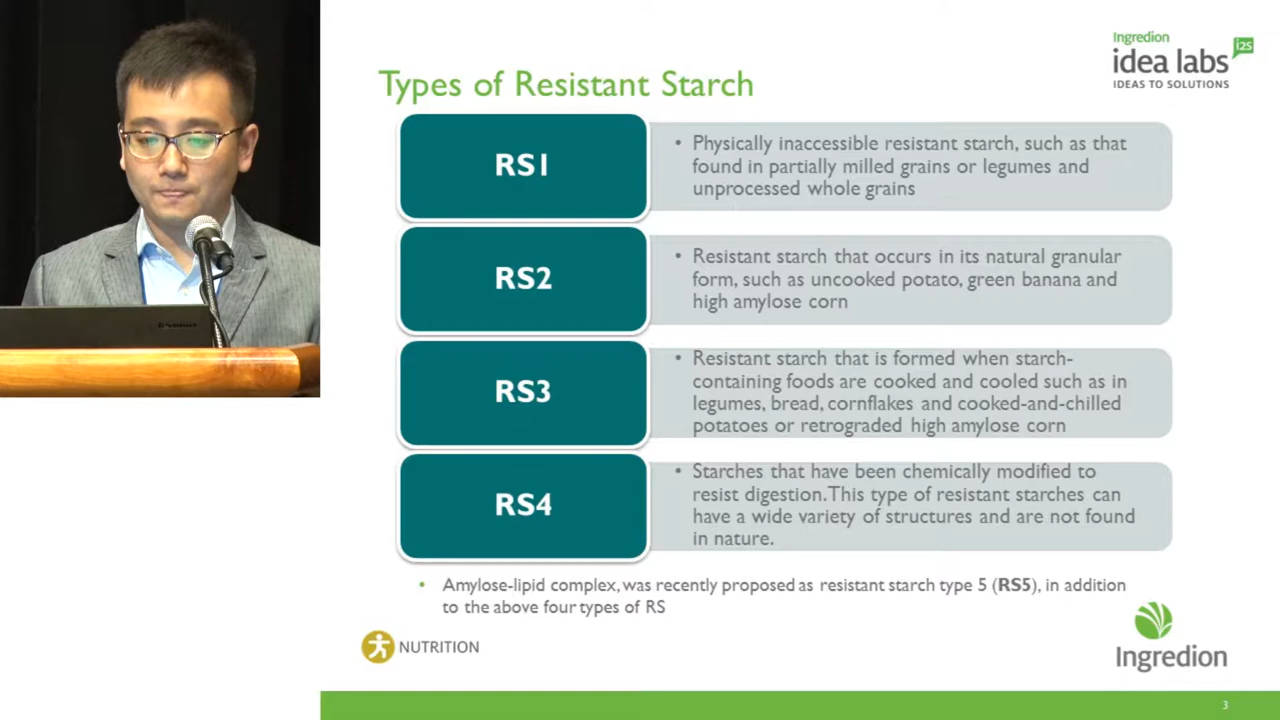 Ingredion
i2s
idea labs
IDEAS TO SOLUTIONS
Types of Resistant Starch
RS1
• Physically inaccessible resistant starch, such as that
found in partially milled grains or legumes and
unprocessed whole grains
RS2
• Resistant starch that occurs in its natural granular
form, such as uncooked potato, green banana and
high amylose corn
RS3
• Resistant starch that is formed when starch-
containing foods are cooked and cooled such as in
legumes, bread, cornflakes and cooked-and-chilled
potatoes or retrograded high amylose corn
RS4
• Starches that have been chemically modified to
resist digestion. This type of resistant starches can
have a wide variety of structures and are not found
in nature.
• Amylose-lipid complex, was recently proposed as resistant starch type 5 (RS5), in addition
to the above four types of RS
NUTRITION
Ingredion
3